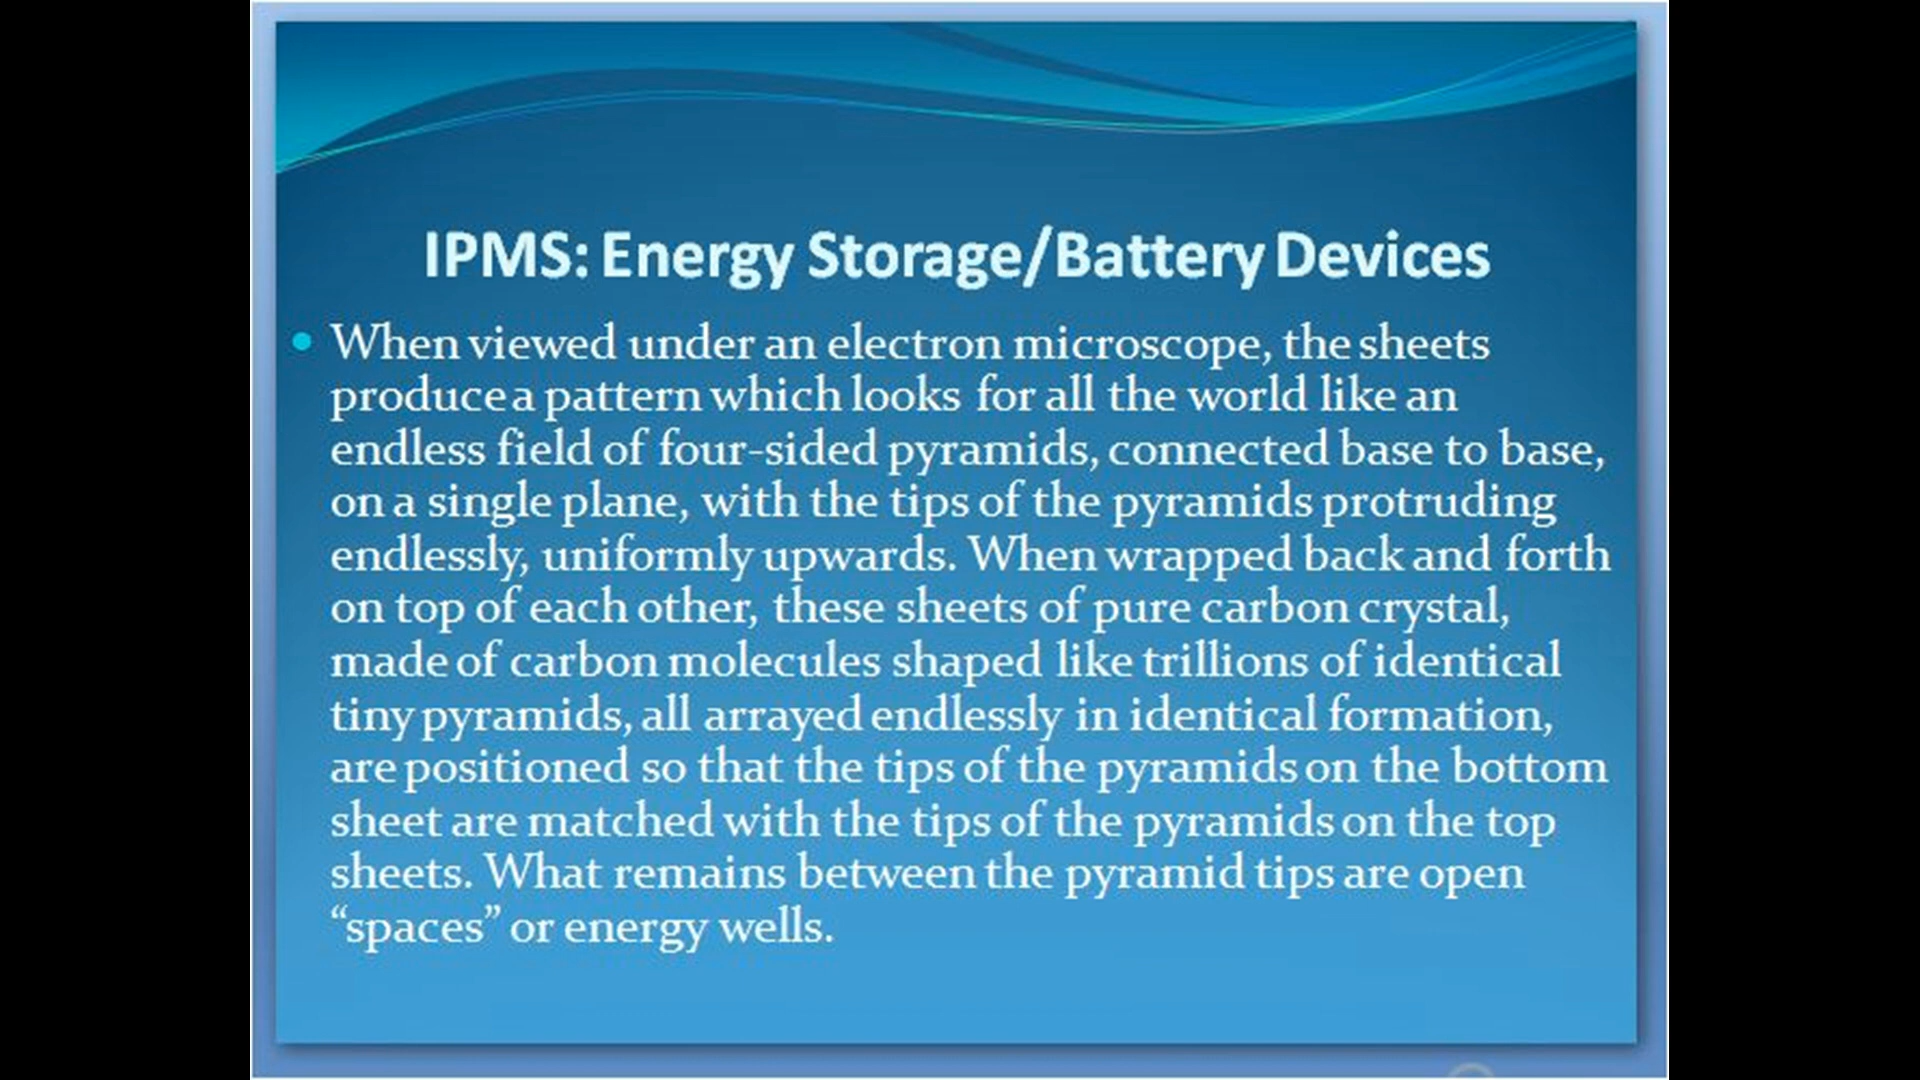 IPMS: Energy Storage/Battery Devices
• When viewed under an electron microscope, the sheets
produce a pattern which looks for all the world like an
endless field of four-sided pyramids, connected base to base,
on a single plane, with the tips of the pyramids protruding
endlessly, uniformly upwards. When wrapped back and forth
on top of each other, these sheets of pure carbon crystal,
made of carbon molecules shaped like trillions of identical
tiny pyramids, all arrayed endlessly in identical formation,
are positioned so that the tips of the pyramids on the bottom
sheet are matched with the tips of the pyramids on the top
sheets. What remains between the pyramid tips are open
“spaces” or energy wells.